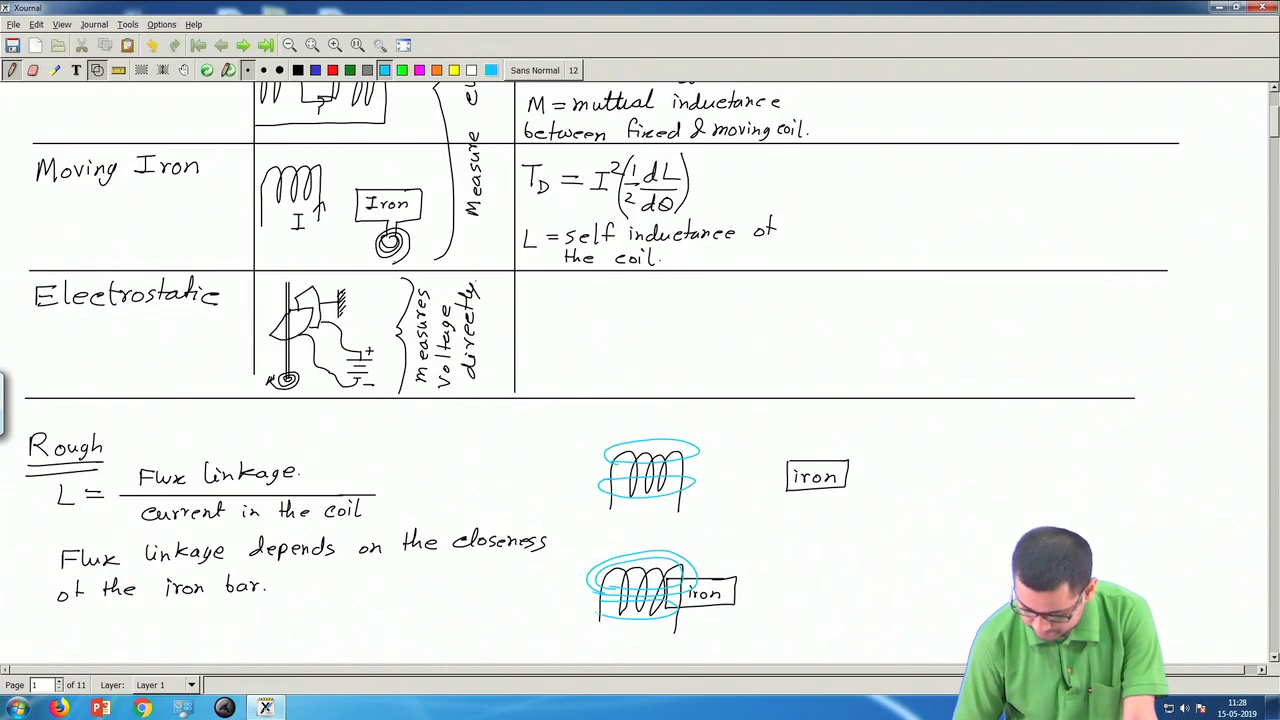 Xournal
File Edit View Journal Tools Options Help
Sans Normal 12
M = muttual inductance
between fixed & moving coil.
Moving Iron
I
Iron
Measure
T_D = I² (1/2 dL/dθ)
L = self inductance of
the coil.
Electrostatic
+
−
measures
voltage
directly.
Rough
L = Flux linkage.
current in the coil
iron
Flux linkage depends on the closeness
of the iron bar.
iron
Page 1 of 11 Layer: Layer 1
11:28
15-05-2019